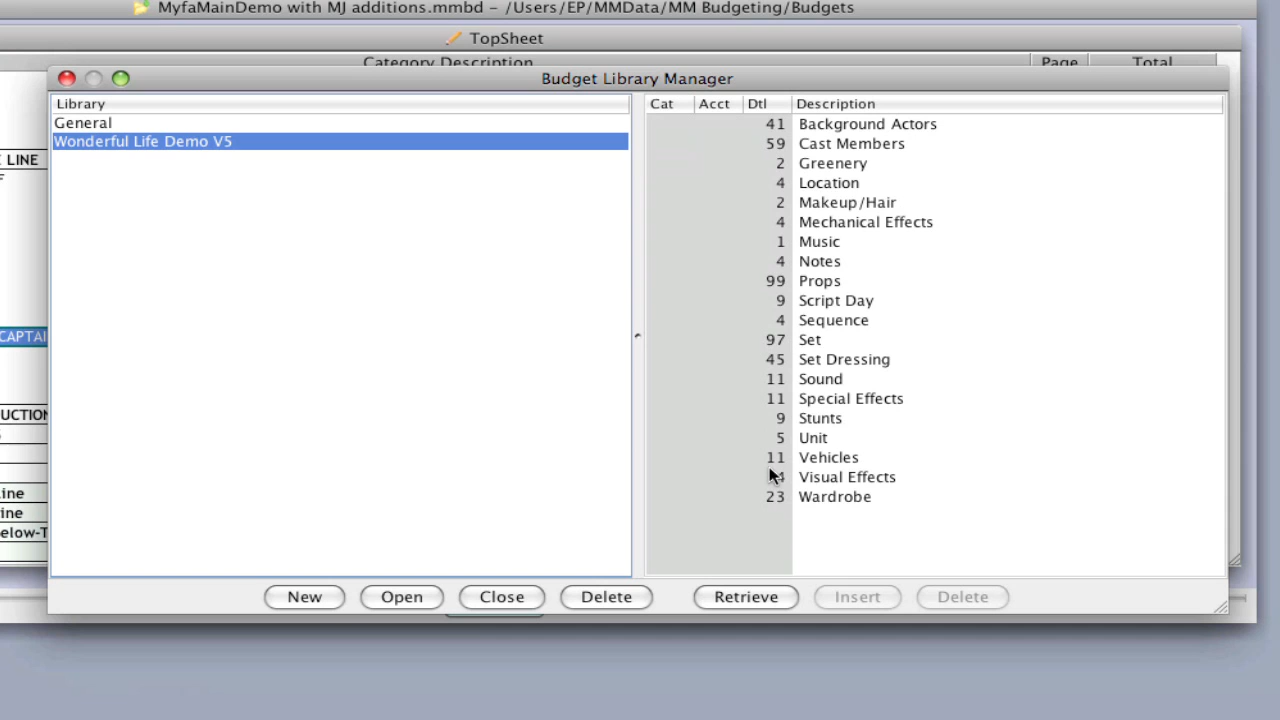 MyfaMainDemo with MJ additions.mmbd – /Users/EP/MMData/MM Budgeting/Budgets
TopSheet
Category Description Page Total
Budget Library Manager
Library
General
Wonderful Life Demo V5
Cat Acct Dtl Description
41 Background Actors
59 Cast Members
2 Greenery
4 Location
2 Makeup/Hair
4 Mechanical Effects
1 Music
4 Notes
99 Props
9 Script Day
4 Sequence
97 Set
45 Set Dressing
11 Sound
11 Special Effects
9 Stunts
5 Unit
11 Vehicles
Visual Effects
23 Wardrobe
LINE
CAPTAI
UCTION
ine
ine
elow-T
New Open Close Delete Retrieve Insert Delete